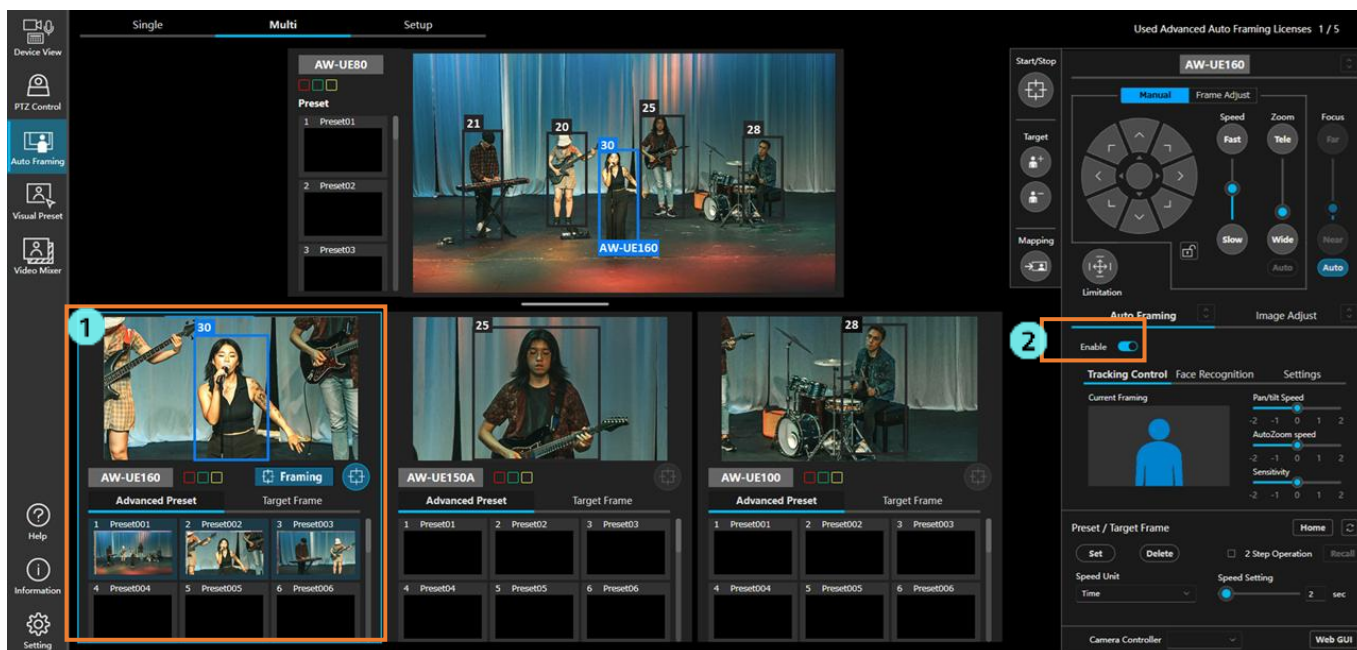 Single Multi Setup
Used Advanced Auto Framing Licenses 1 / 5
Device View
PTZ Control
Auto Framing
Visual Preset
Video Mixer
Help
Information
Setting
AW-UE80
Preset
1 Preset01
2 Preset02
3 Preset03
21
20
30
25
28
AW-UE160
Start/Stop
Target
Mapping
AW-UE160
Manual Frame Adjust
Speed Zoom Focus
Fast Tele Far
Slow Wide Near
Auto Auto
Limitation
1
30
AW-UE160 Framing
Advanced Preset Target Frame
1 Preset001 2 Preset002 3 Preset003
4 Preset004 5 Preset005 6 Preset006
25
AW-UE150A
Advanced Preset Target Frame
1 Preset01 2 Preset02 3 Preset03
4 Preset04 5 Preset05 6 Preset06
28
AW-UE100
Advanced Preset Target Frame
1 Preset001 2 Preset002 3 Preset003
4 Preset004 5 Preset005 6 Preset006
Auto Framing Image Adjust
2
Enable
Tracking Control Face Recognition Settings
Current Framing
Pan/tilt Speed
-2 -1 0 1 2
AutoZoom speed
-2 -1 0 1 2
Sensitivity
-2 -1 0 1 2
Preset / Target Frame Home
Set Delete 2 Step Operation Recall
Speed Unit Speed Setting
Time 2 sec
Camera Controller Web GUI